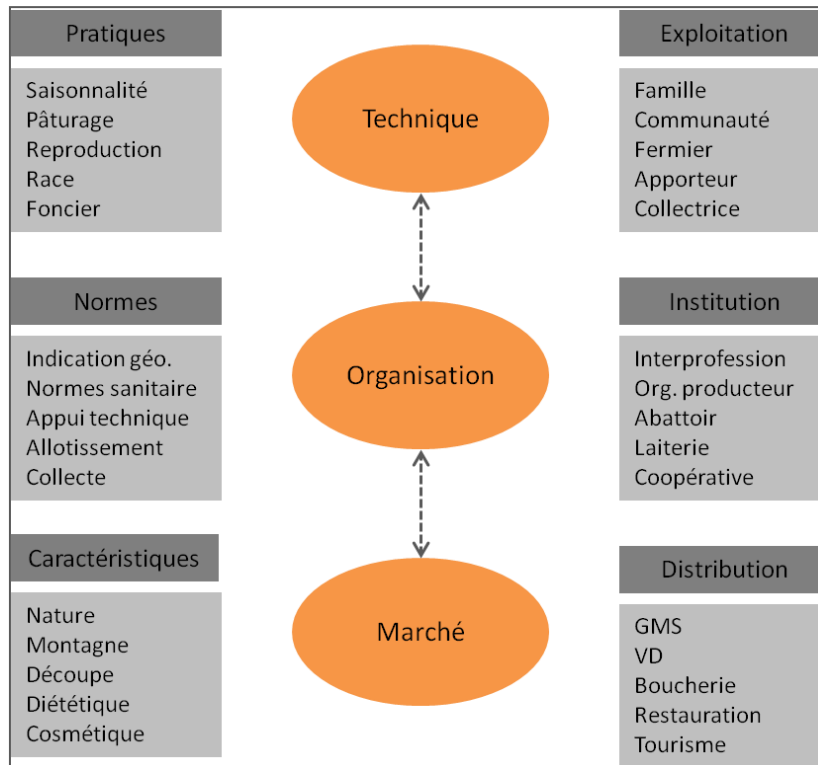 Pratiques
Saisonnalité
Pâturage
Reproduction
Race
Foncier
Technique
Exploitation
Famille
Communauté
Fermier
Apporteur
Collectrice
Normes
Indication géo.
Normes sanitaire
Appui technique
Allotissement
Collecte
Organisation
Institution
Interprofession
Org. producteur
Abattoir
Laiterie
Coopérative
Caractéristiques
Nature
Montagne
Découpe
Diététique
Cosmétique
Marché
Distribution
GMS
VD
Boucherie
Restauration
Tourisme